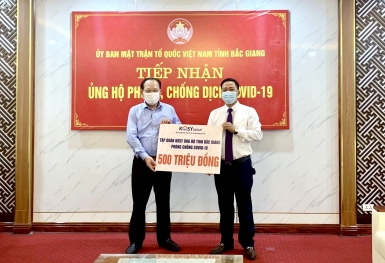 ỦY BAN MẶT TRẬN TỔ QUỐC VIỆT NAM TỈNH BẮC GIANG
TIẾP NHẬN
ỦNG HỘ PHÒNG, CHỐNG DỊCH COVID-19
KOSY
TẬP ĐOÀN KOSY ỦNG HỘ TỈNH BẮC GIANG
PHÒNG CHỐNG COVID-19
500 TRIỆU ĐỒNG